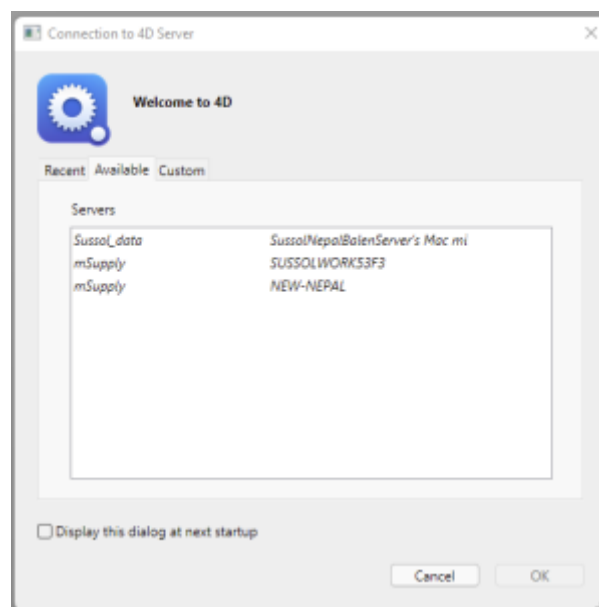 Connection to 4D Server
Welcome to 4D
Recent Available Custom
Servers
Sussol_data SussolNepalBalenServer's Mac mi
mSupply SUSSOLWORK53F3
mSupply NEW-NEPAL
Display this dialog at next startup
Cancel OK